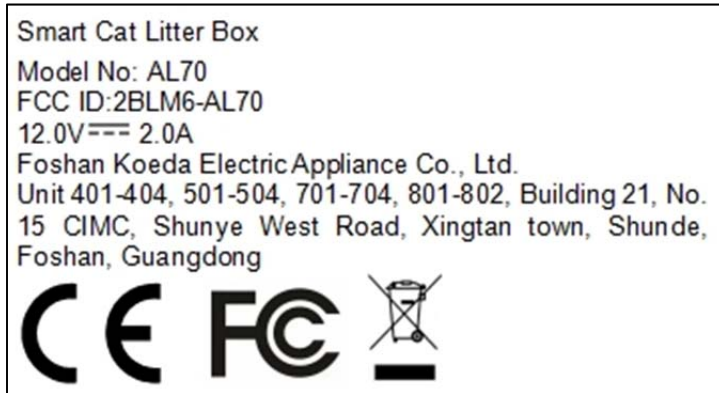 Smart Cat Litter Box
Model No: AL70
FCC ID:2BLM6-AL70
12.0V⎓ 2.0A
Foshan Koeda Electric Appliance Co., Ltd.
Unit 401-404, 501-504, 701-704, 801-802, Building 21, No.
15 CIMC, Shunye West Road, Xingtan town, Shunde,
Foshan, Guangdong
CE FC